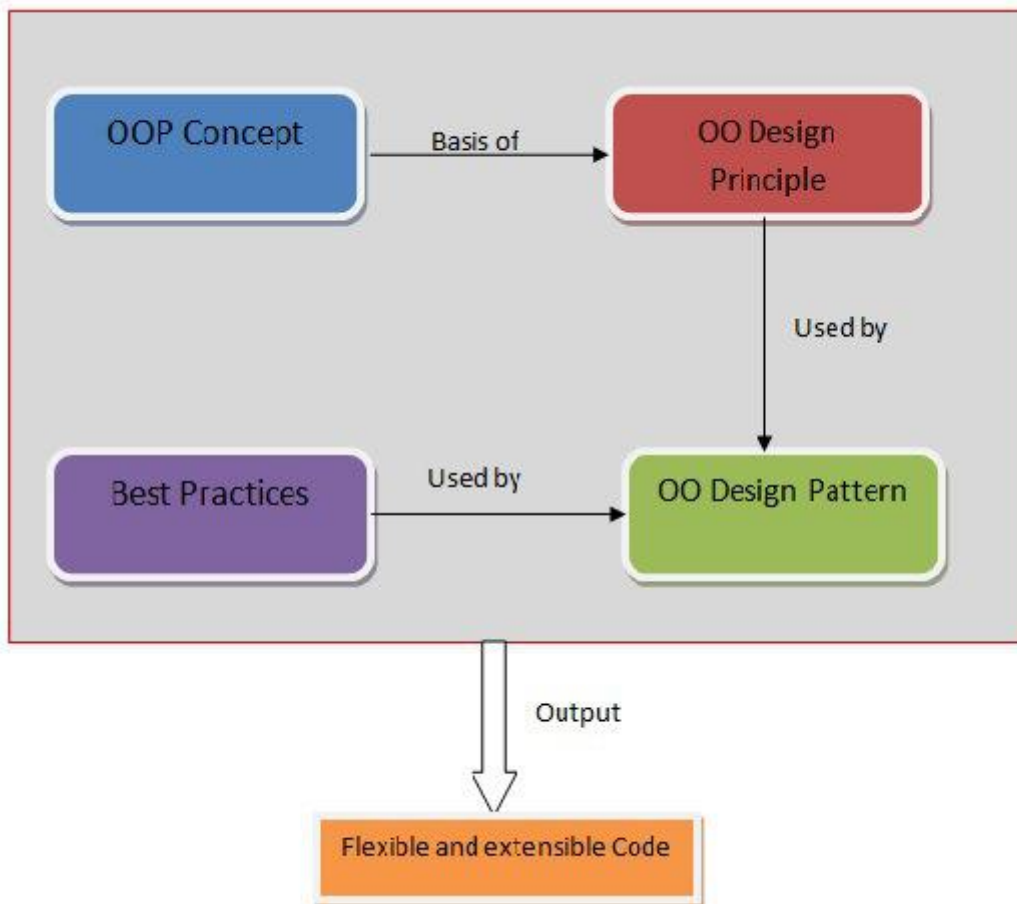 OOP Concept
Basis of
OO Design
Principle
Used by
Best Practices
Used by
OO Design Pattern
Output
Flexible and extensible Code